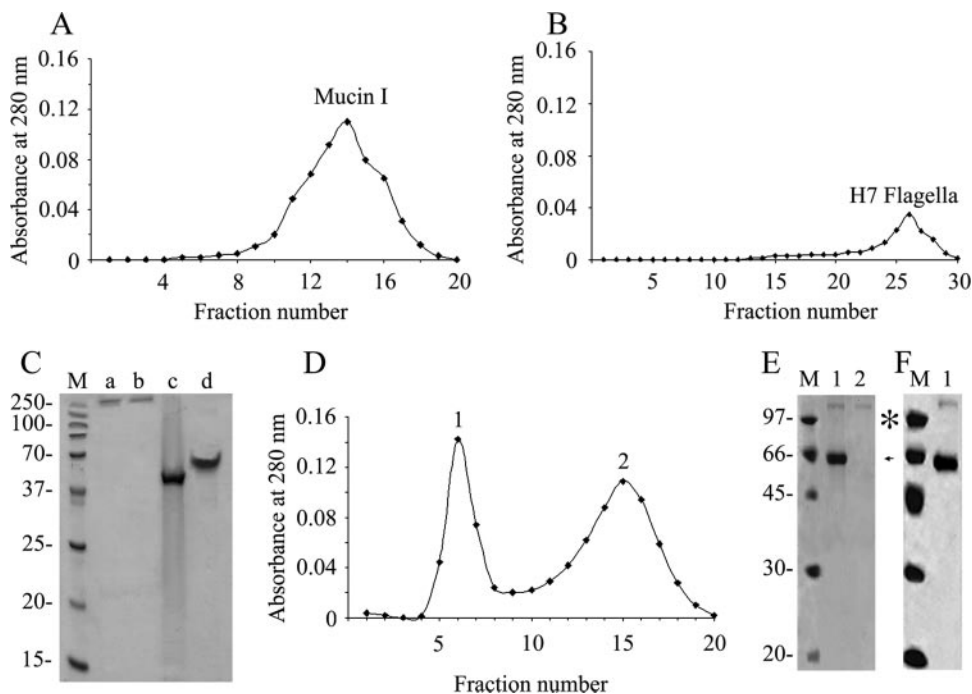 A
0.16
0.12
0.08
0.04
0
Absorbance at 280 nm
Mucin I
4 8 12 16 20
Fraction number
B
0.16
0.12
0.08
0.04
0
Absorbance at 280 nm
H7 Flagella
5 10 15 20 25 30
Fraction number
C
M a b c d
250-
100-
70-
37-
25-
20-
15-
D
0.16
0.12
0.08
0.04
0
Absorbance at 280 nm
1
2
5 10 15 20
Fraction number
E
M 1 2
97-
66-
45-
30-
20-
*
F
M 1